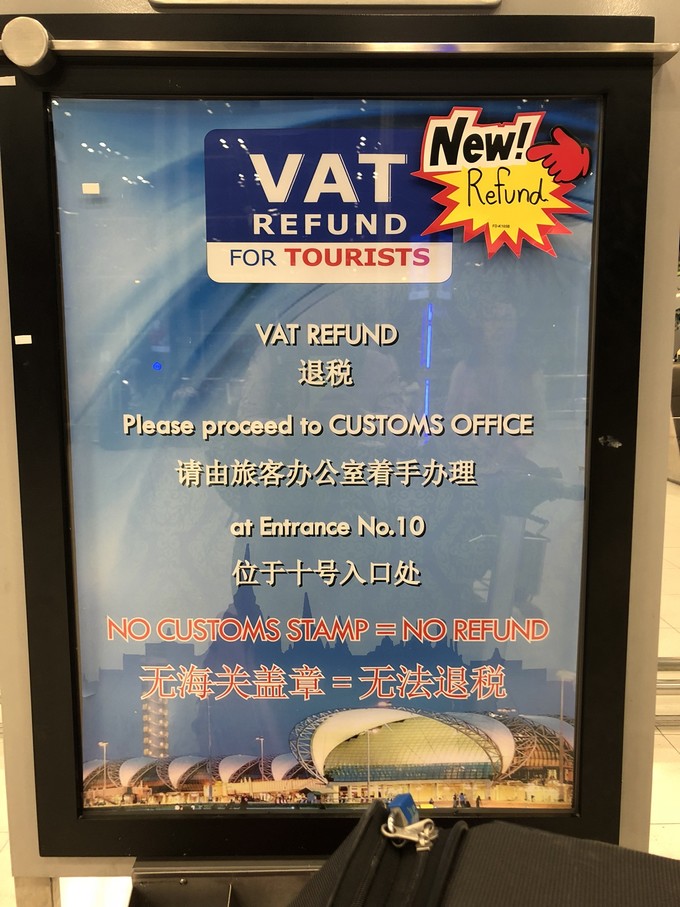 VAT
REFUND
FOR TOURISTS
New!
Refund
VAT REFUND
退税
Please proceed to CUSTOMS OFFICE
请由旅客办公室着手办理
at Entrance No.10
位于十号入口处
NO CUSTOMS STAMP = NO REFUND
无海关盖章 = 无法退税